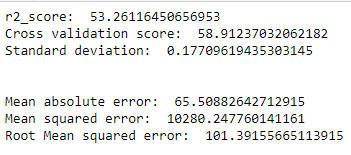 r2_score:  53.26116450656953
Cross validation score:  58.91237032062182
Standard deviation:  0.17709619435303145
Mean absolute error:  65.50882642712915
Mean squared error:  10280.247760141161
Root Mean squared error:  101.39155665113915